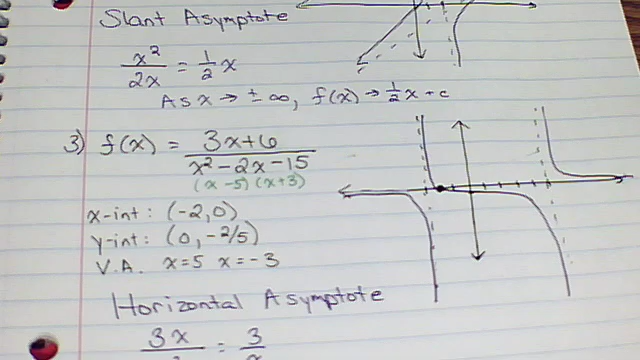 Slant Asymptote
x²/2x = 1/2 x
As x → ± ∞, f(x) → 1/2 x + c
3) f(x) = 3x+6 / x² - 2x - 15
(x - 5) (x + 3)
x-int: (-2, 0)
y-int: (0, -2/5)
V.A. x = 5 x = -3
Horizontal Asymptote
3x = 3